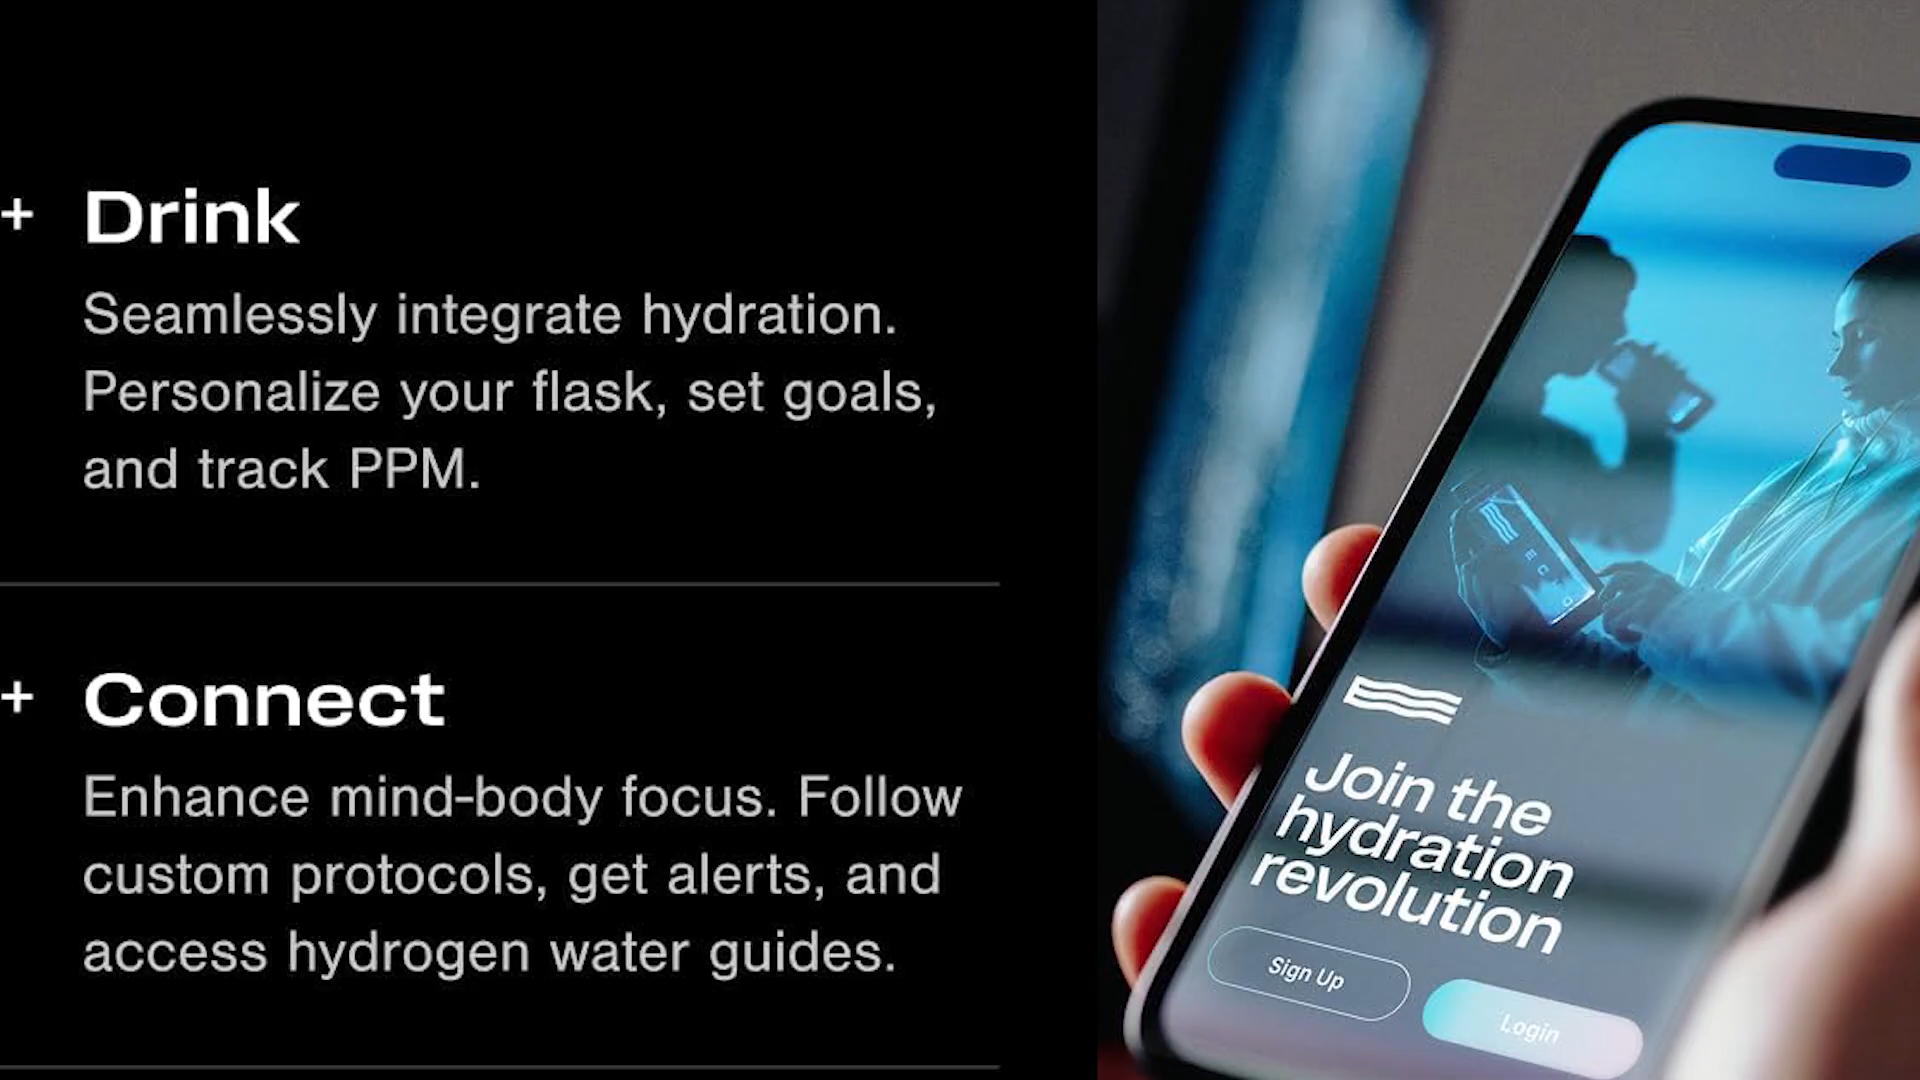 + Drink
Seamlessly integrate hydration.
Personalize your flask, set goals,
and track PPM.
+ Connect
Enhance mind-body focus. Follow
custom protocols, get alerts, and
access hydrogen water guides.
Join the
hydration
revolution
Sign Up
Login